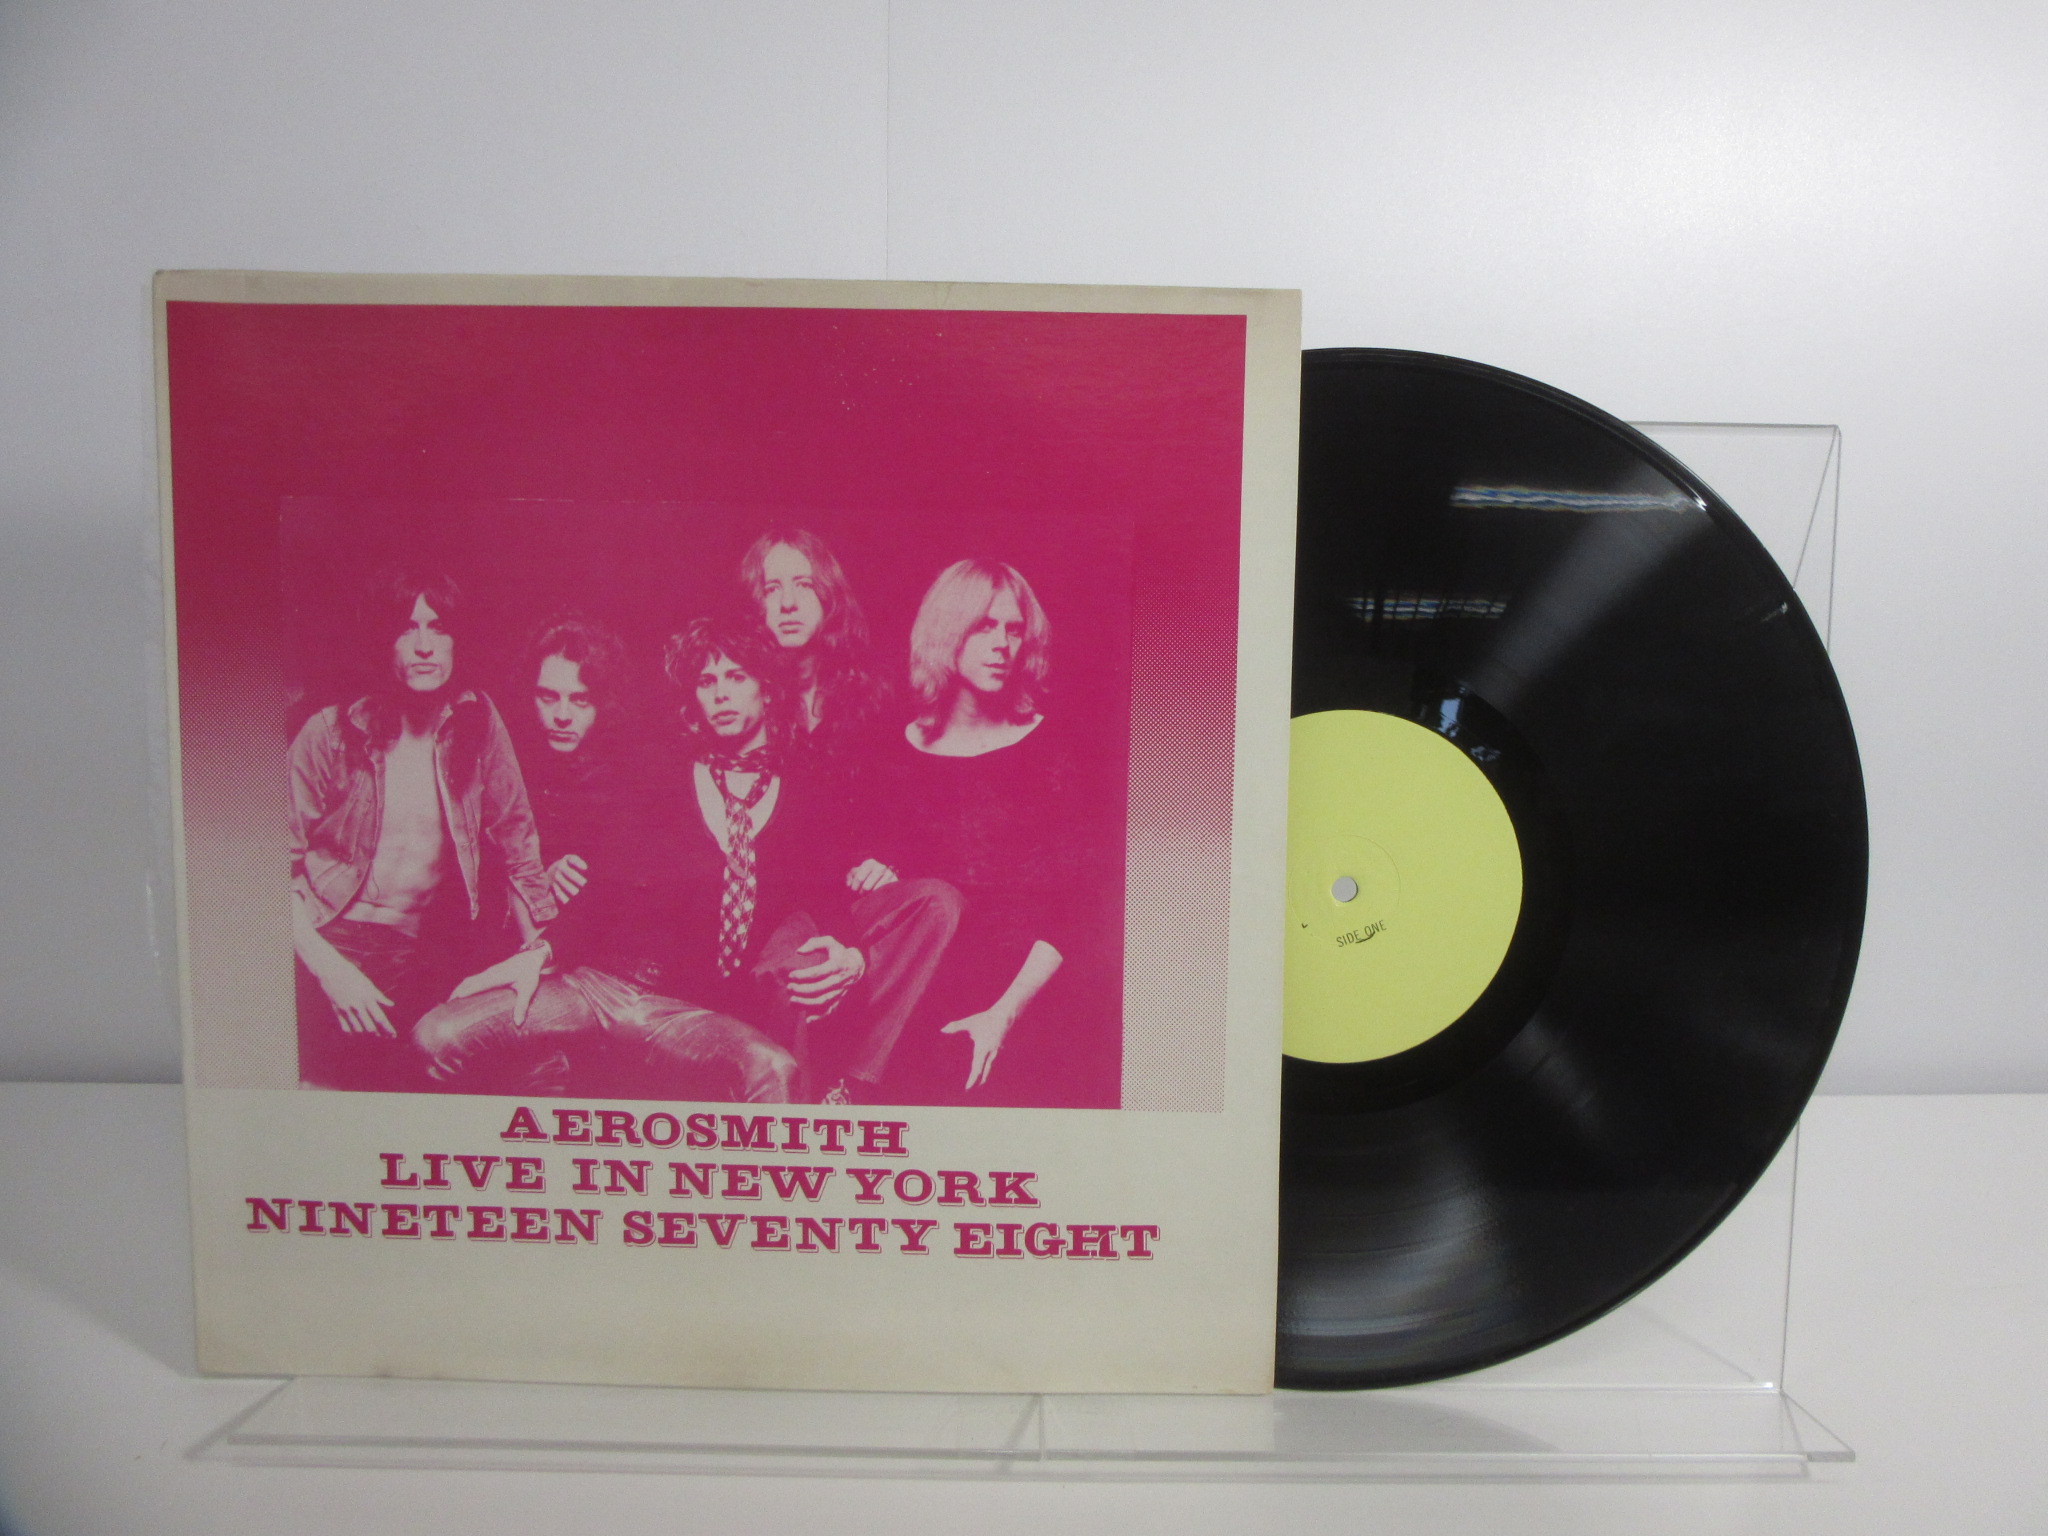 AEROSMITH
LIVE IN NEW YORK
NINETEEN SEVENTY EIGHT
SIDE ONE